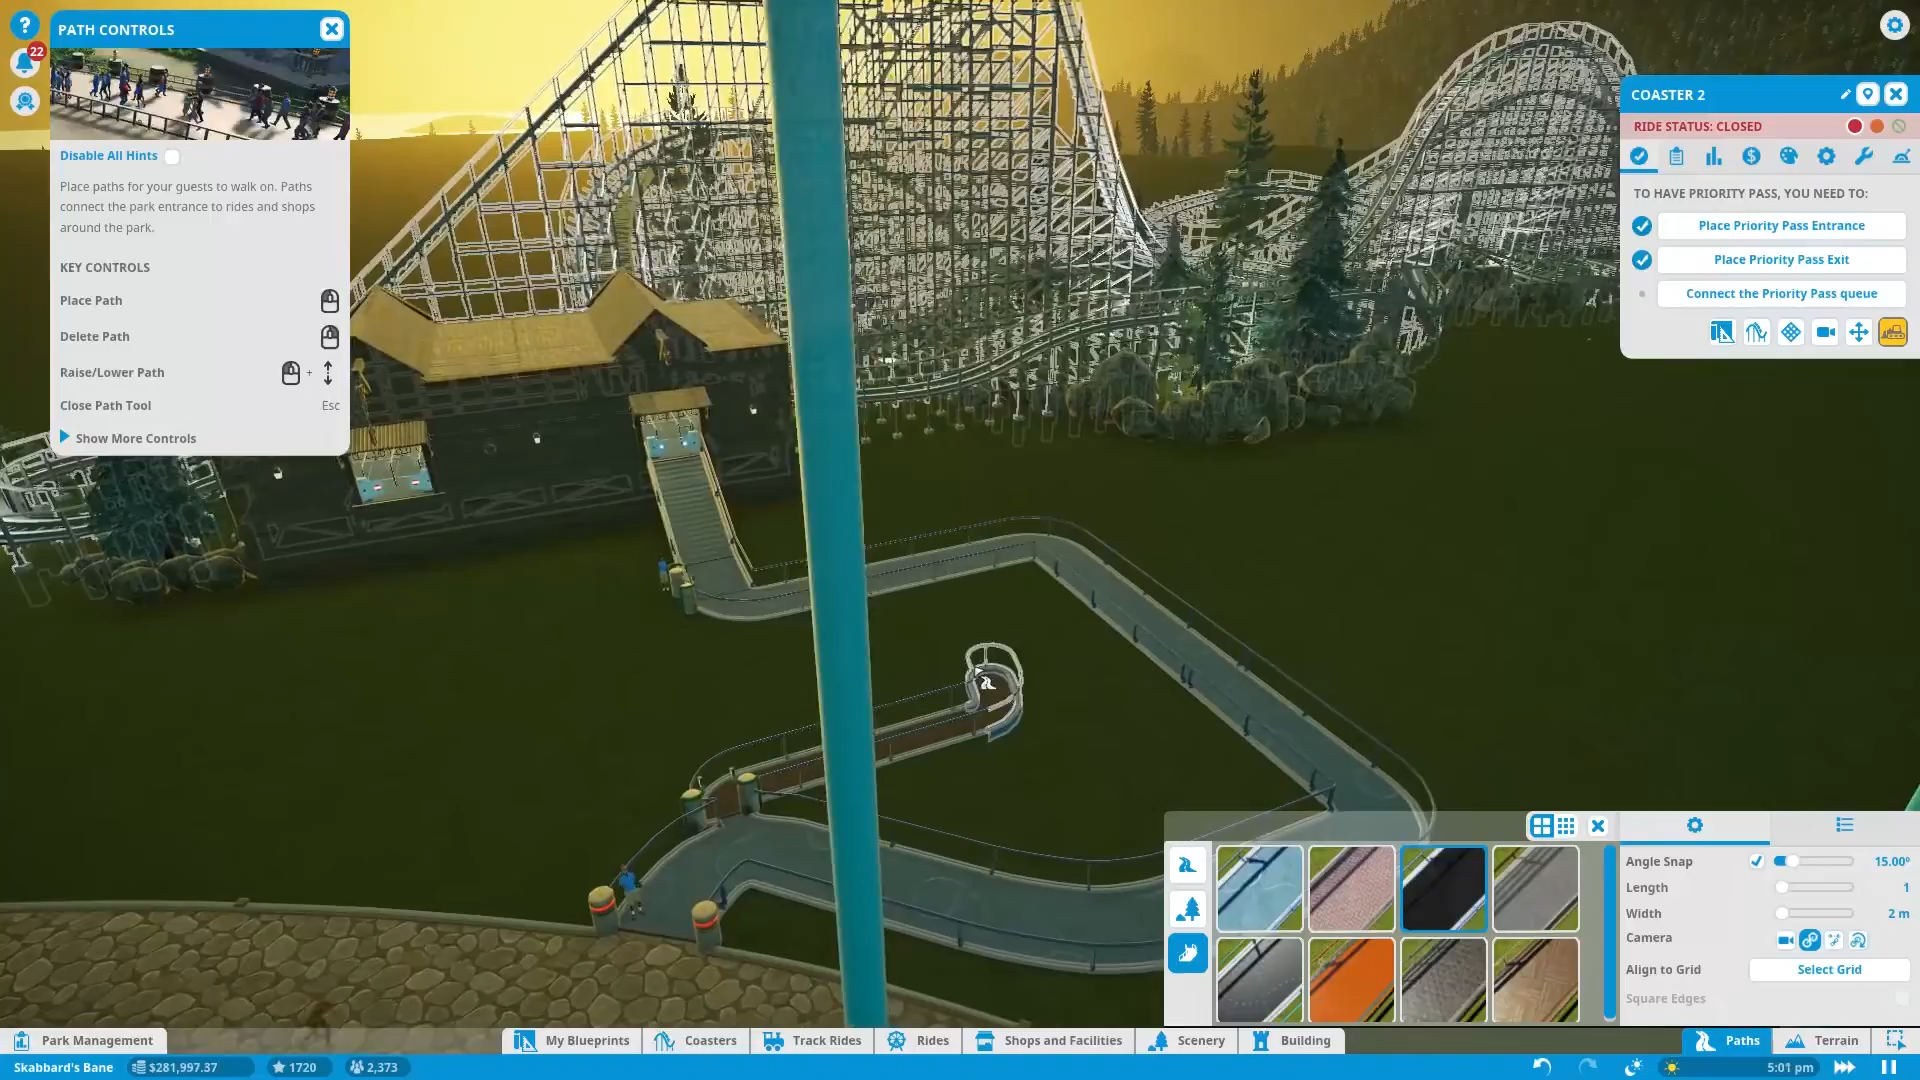 ?
PATH CONTROLS
22
Disable All Hints
Place paths for your guests to walk on. Paths
connect the park entrance to rides and shops
around the park.
KEY CONTROLS
Place Path
Delete Path
Raise/Lower Path +
Close Path Tool Esc
Show More Controls
COASTER 2
RIDE STATUS: CLOSED
TO HAVE PRIORITY PASS, YOU NEED TO:
Place Priority Pass Entrance
Place Priority Pass Exit
Connect the Priority Pass queue
Angle Snap 15.00°
Length 1
Width 2 m
Camera
Align to Grid Select Grid
Square Edges
Park Management My Blueprints Coasters Track Rides Rides Shops and Facilities Scenery Building Paths Terrain
Skabbard's Bane $281,997.37 1720 2,373 5:01 pm